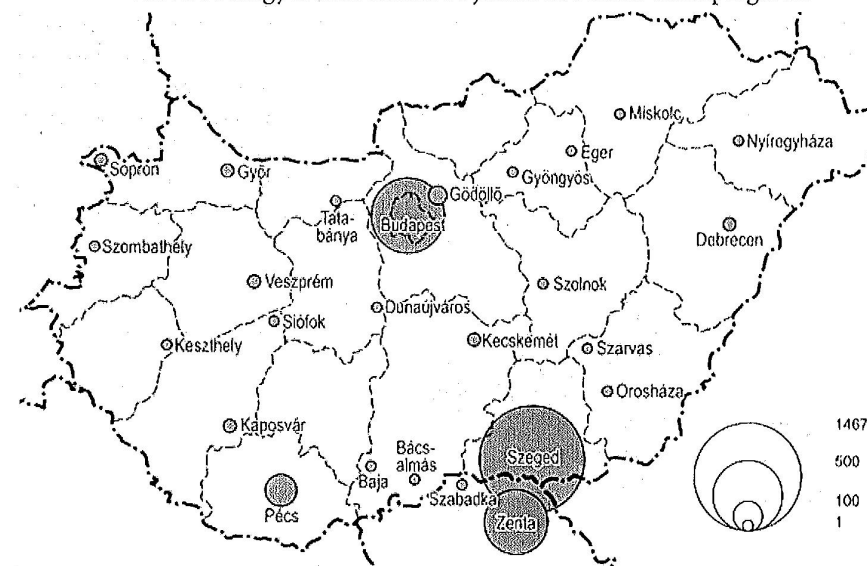 Miskolc
Nyíregyháza
Eger
Sopron
Győr
Gyöngyös
Gödöllő
Tata-
bánya
Budapest
Debrecen
Szombathely
Veszprém
Szolnok
Dunaújváros
Siófok
Keszthely
Kecskemét
Szarvas
Orosháza
Kaposvár
1467
Bács-
almás
Szeged
500
Baja
Szabadka
100
Pécs
Zenta
1